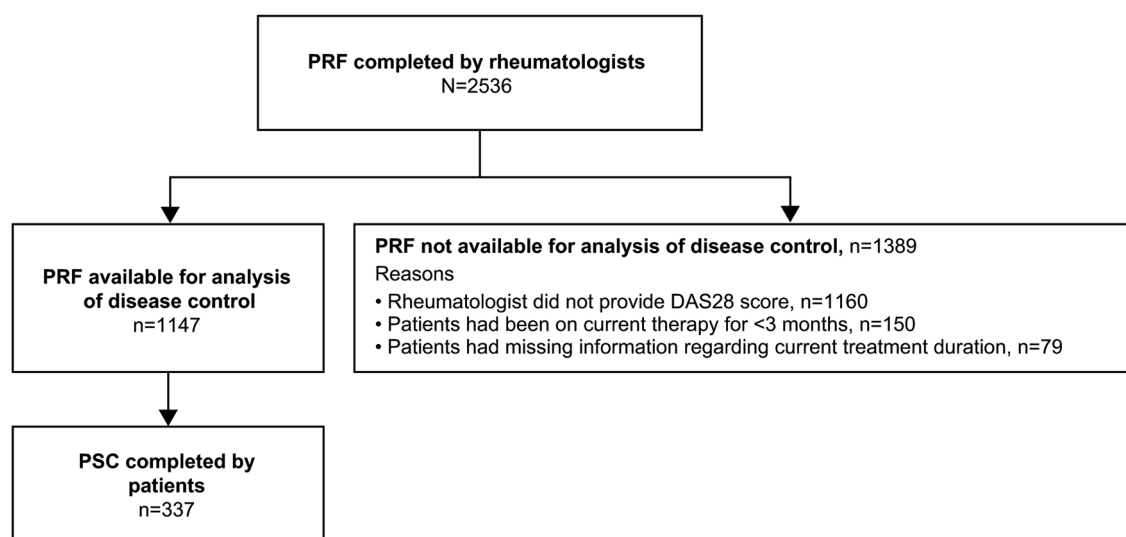 PRF completed by rheumatologists
N=2536
PRF available for analysis
of disease control
n=1147
PRF not available for analysis of disease control, n=1389
Reasons
• Rheumatologist did not provide DAS28 score, n=1160
• Patients had been on current therapy for <3 months, n=150
• Patients had missing information regarding current treatment duration, n=79
PSC completed by
patients
n=337